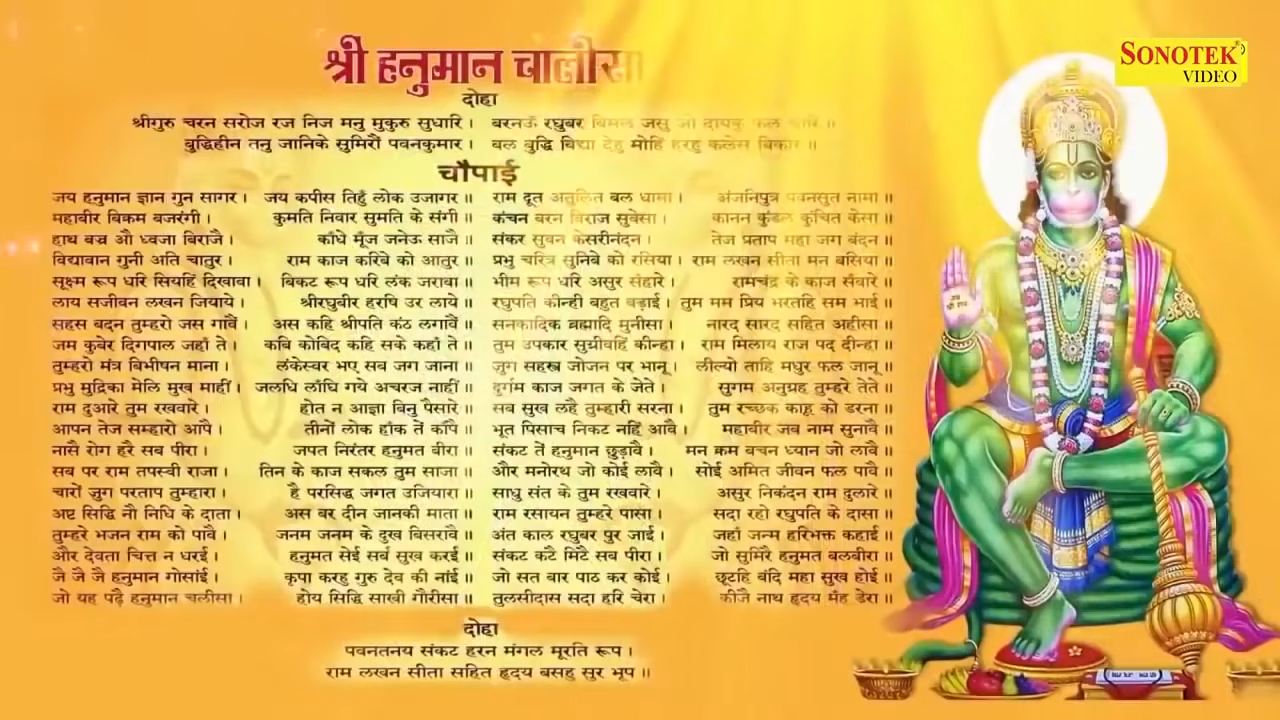 SONOTEK®
VIDEO
श्री हनुमान चालीसा
दोहा
श्रीगुरु चरन सरोज रज निज मनु मुकुरु सुधारि । बरनऊँ रघुबर बिमल जसु जो दायकु फल चारि ॥
बुद्धिहीन तनु जानिके सुमिरौं पवनकुमार । बल बुद्धि विद्या देहु मोहिं हरहु कलेस बिकार ॥
चौपाई
जय हनुमान ज्ञान गुन सागर । जय कपीस तिहुँ लोक उजागर ॥ राम दूत अतुलित बल धामा । अंजनिपुत्र पवनसुत नामा ॥
महाबीर बिक्रम बजरंगी । कुमति निवार सुमति के संगी ॥ कंचन बरन विराज सुबेसा । कानन कुंडल कुंचित केसा ॥
हाथ बज्र औ ध्वजा बिराजै । काँधे मूँज जनेऊ साजै ॥ संकर सुवन केसरीनंदन । तेज प्रताप महा जग बंदन ॥
विद्यावान गुनी अति चातुर । राम काज करिबे को आतुर ॥ प्रभु चरित्र सुनिबे को रसिया । राम लखन सीता मन बसिया ॥
सूक्ष्म रूप धरि सियहिं दिखावा । बिकट रूप धरि लंक जरावा ॥ भीम रूप धरि असुर संहारे । रामचंद्र के काज सँवारे ॥
लाय सजीवन लखन जियाये । श्रीरघुवीर हरषि उर लाये ॥ रघुपति कीन्ही बहुत बड़ाई । तुम मम प्रिय भरतहि सम भाई ॥
सहस बदन तुम्हरो जस गावैं । अस कहि श्रीपति कंठ लगावैं ॥ सनकादिक ब्रह्मादि मुनीसा । नारद सारद सहित अहीसा ॥
जम कुबेर दिगपाल जहाँ ते । कबि कोबिद कहि सके कहाँ ते ॥ तुम उपकार सुग्रीवहिं कीन्हा । राम मिलाय राज पद दीन्हा ॥
तुम्हरो मंत्र बिभीषन माना । लंकेस्वर भए सब जग जाना ॥ जुग सहस्त्र जोजन पर भानू । लील्यो ताहि मधुर फल जानू ॥
प्रभु मुद्रिका मेलि मुख माहीं । जलधि लाँघि गये अचरज नाहीं ॥ दुर्गम काज जगत के जेते । सुगम अनुग्रह तुम्हरे तेते ॥
राम दुआरे तुम रखवारे । होत न आज्ञा बिनु पैसारे ॥ सब सुख लहै तुम्हारी सरना । तुम रच्छक काहू को डरना ॥
आपन तेज सम्हारो आपै । तीनों लोक हाँक तें काँपै ॥ भूत पिसाच निकट नहिं आवै । महाबीर जब नाम सुनावै ॥
नासै रोग हरै सब पीरा । जपत निरंतर हनुमत बीरा ॥ संकट तें हनुमान छुड़ावै । मन क्रम बचन ध्यान जो लावै ॥
सब पर राम तपस्वी राजा । तिन के काज सकल तुम साजा ॥ और मनोरथ जो कोई लावै । सोई अमित जीवन फल पावै ॥
चारों जुग परताप तुम्हारा । है परसिद्ध जगत उजियारा ॥ साधु संत के तुम रखवारे । असुर निकंदन राम दुलारे ॥
अष्ट सिद्धि नौ निधि के दाता । अस बर दीन जानकी माता ॥ राम रसायन तुम्हरे पासा । सदा रहो रघुपति के दासा ॥
तुम्हरे भजन राम को पावै । जनम जनम के दुख बिसरावै ॥ अंत काल रघुबर पुर जाई । जहाँ जन्म हरिभक्त कहाई ॥
और देवता चित्त न धरई । हनुमत सेई सर्ब सुख करई ॥ संकट कटै मिटै सब पीरा । जो सुमिरै हनुमत बलबीरा ॥
जै जै जै हनुमान गोसांई । कृपा करहु गुरु देव की नांई ॥ जो सत बार पाठ कर कोई । छूटहि बंदि महा सुख होई ॥
जो यह पढ़ै हनुमान चलीसा । होय सिद्धि साखी गौरीसा ॥ तुलसीदास सदा हरि चेरा । कीजै नाथ हृदय मँह डेरा ॥
दोहा
पवनतनय संकट हरन मंगल मूरति रूप ।
राम लखन सीता सहित हृदय बसहु सुर भूप ॥